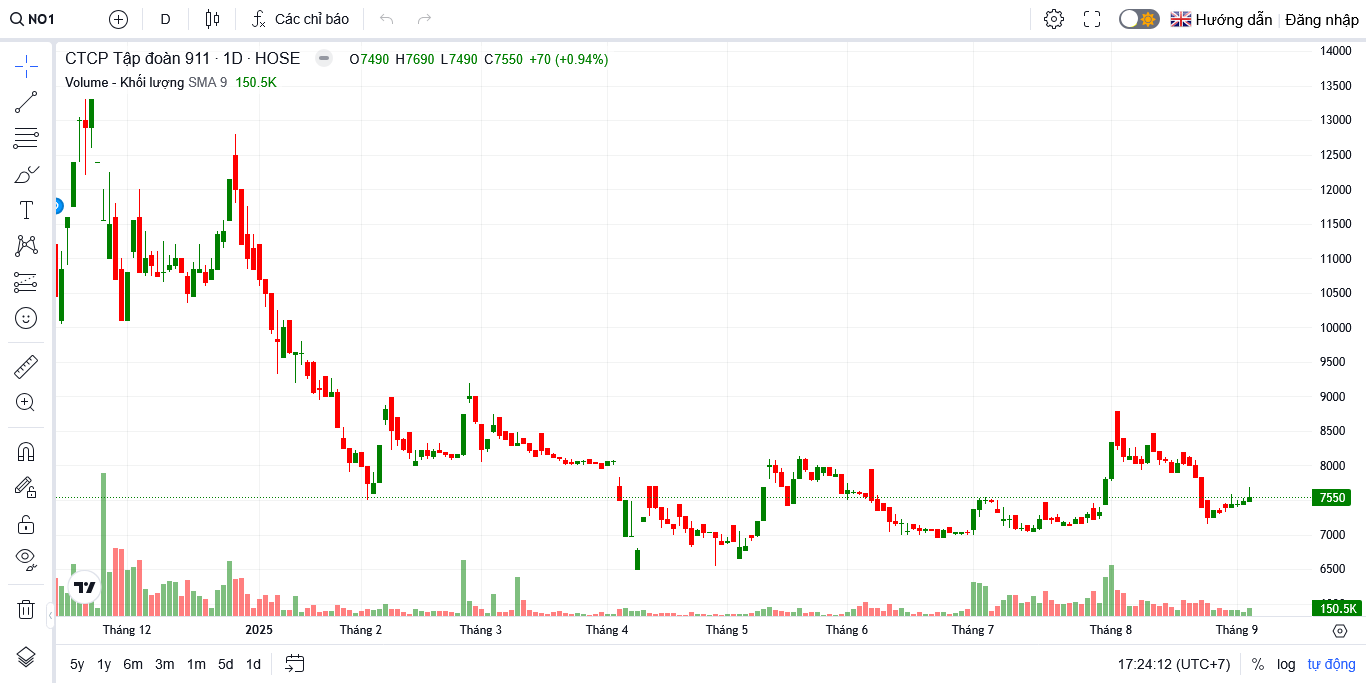 NO1 D Các chỉ báo Hướng dẫn Đăng nhập
CTCP Tập đoàn 911 · 1D · HOSE O7490 H7690 L7490 C7550 +70 (+0.94%)
Volume - Khối lượng SMA 9 150.5K
14000
13500
13000
12500
12000
11500
11000
10500
10000
9500
9000
8500
8000
7550
7000
6500
150.5K
Tháng 12 2025 Tháng 2 Tháng 3 Tháng 4 Tháng 5 Tháng 6 Tháng 7 Tháng 8 Tháng 9
5y 1y 6m 3m 1m 5d 1d 17:24:12 (UTC+7) % log tự động